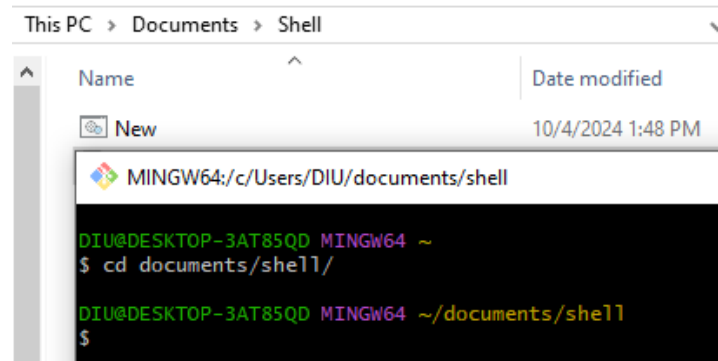 This PC > Documents > Shell
Name Date modified
New 10/4/2024 1:48 PM
MINGW64:/c/Users/DIU/documents/shell
DIU@DESKTOP-3AT85QD MINGW64 ~
$ cd documents/shell/
DIU@DESKTOP-3AT85QD MINGW64 ~/documents/shell
$